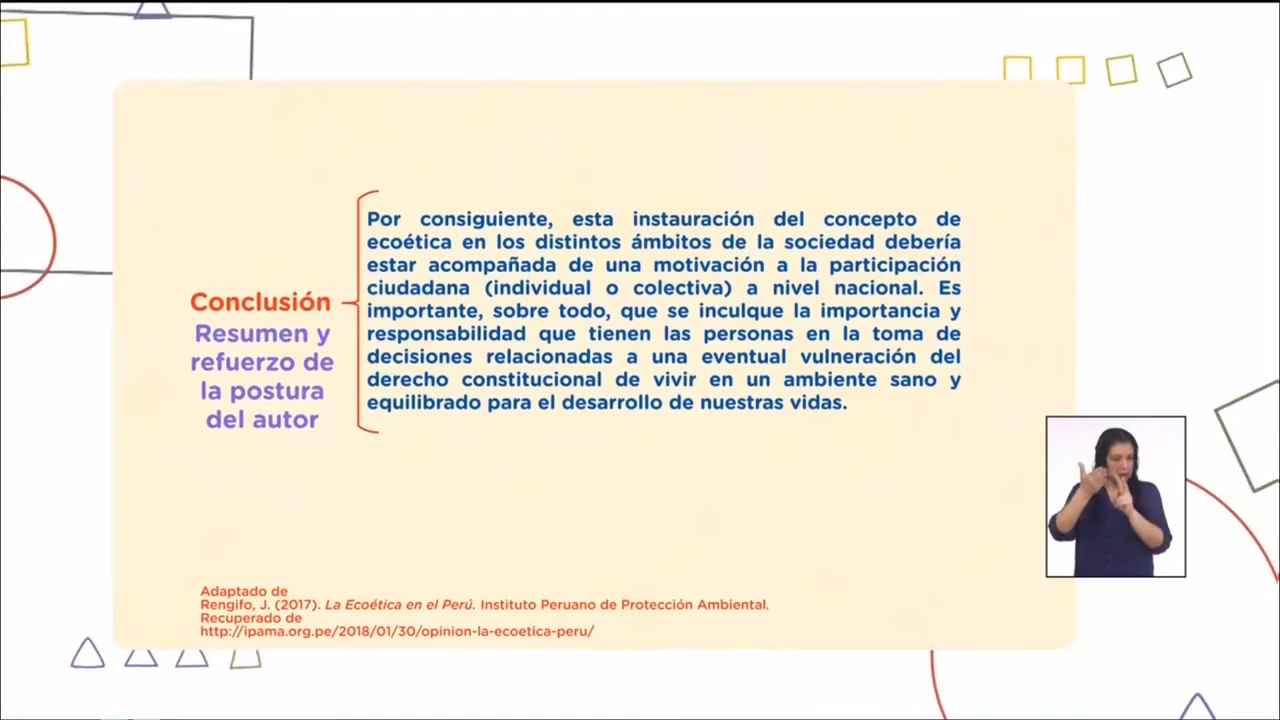 Conclusión
Resumen y
refuerzo de
la postura
del autor
Por consiguiente, esta instauración del concepto de
ecoética en los distintos ámbitos de la sociedad debería
estar acompañada de una motivación a la participación
ciudadana (individual o colectiva) a nivel nacional. Es
importante, sobre todo, que se inculque la importancia y
responsabilidad que tienen las personas en la toma de
decisiones relacionadas a una eventual vulneración del
derecho constitucional de vivir en un ambiente sano y
equilibrado para el desarrollo de nuestras vidas.
Adaptado de
Rengifo, J. (2017). La Ecoética en el Perú. Instituto Peruano de Protección Ambiental.
Recuperado de
http://ipama.org.pe/2018/01/30/opinion-la-ecoetica-peru/